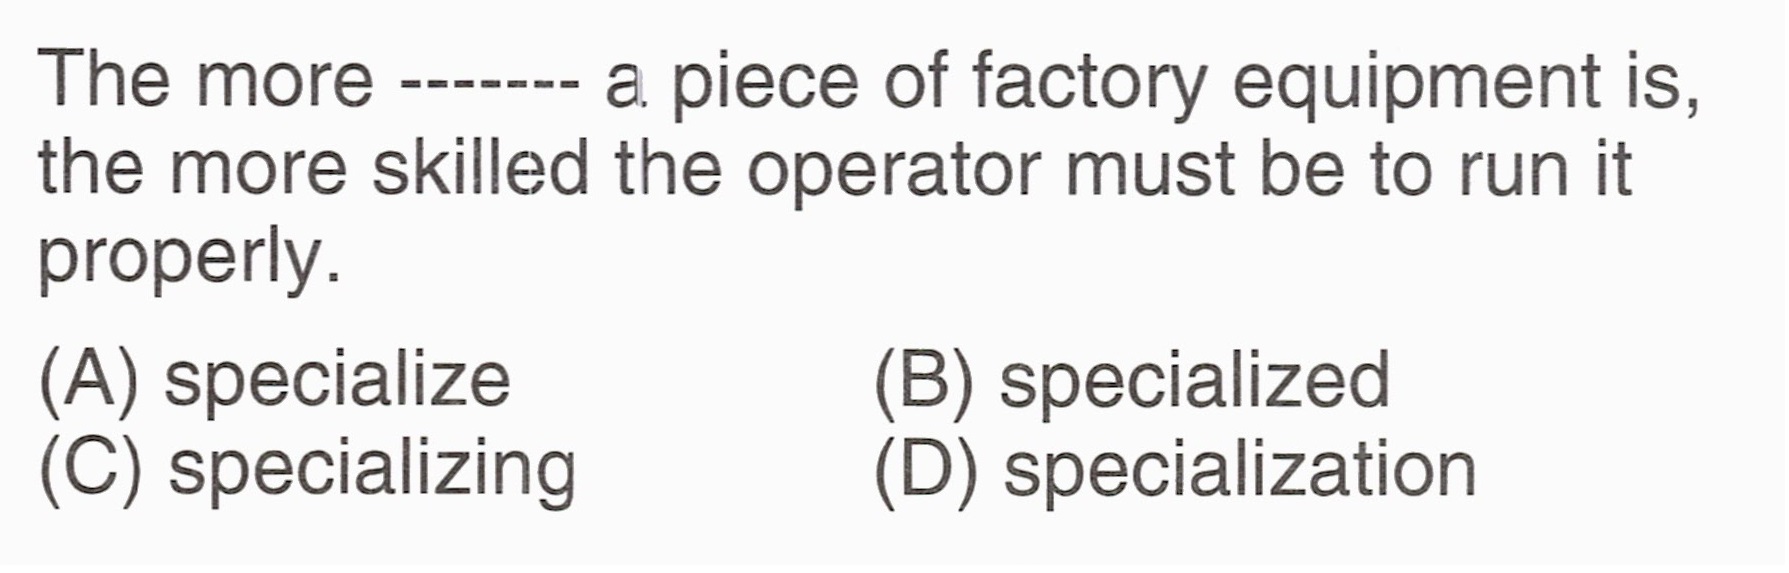 The more ------- a piece of factory equipment is,
the more skilled the operator must be to run it
properly.
(A) specialize (B) specialized
(C) specializing (D) specialization